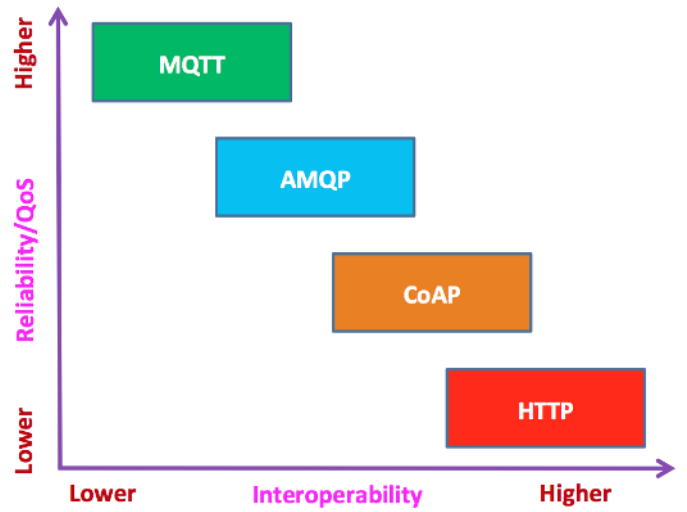 Higher
MQTT
AMQP
Reliability/QoS
CoAP
HTTP
Lower
Lower Interoperability Higher